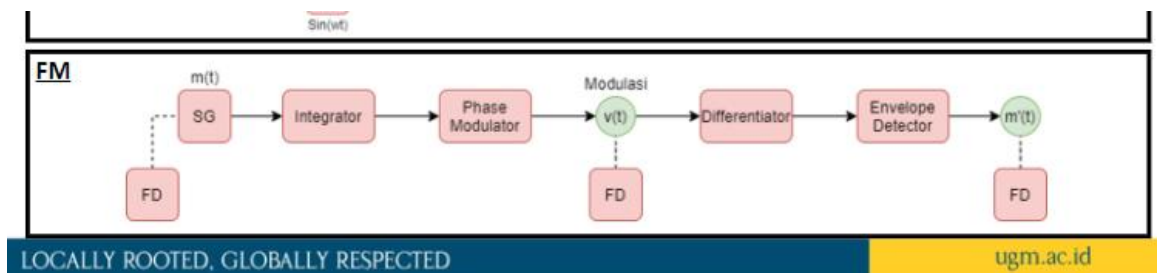 Sin(wt)
FM
m(t)
Modulasi
SG
Integrator
Phase
Modulator
v(t)
Differentiator
Envelope
Detector
m'(t)
FD
FD
FD
LOCALLY ROOTED, GLOBALLY RESPECTED
ugm.ac.id